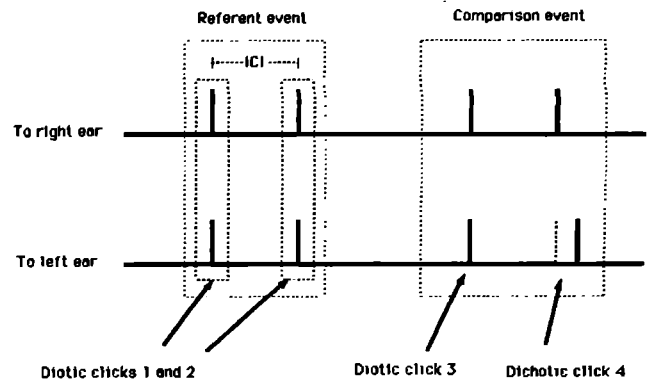 Referent event
Comparison event
ICI
To right ear
To left ear
Diotic clicks 1 and 2
Diotic click 3
Dichotic click 4